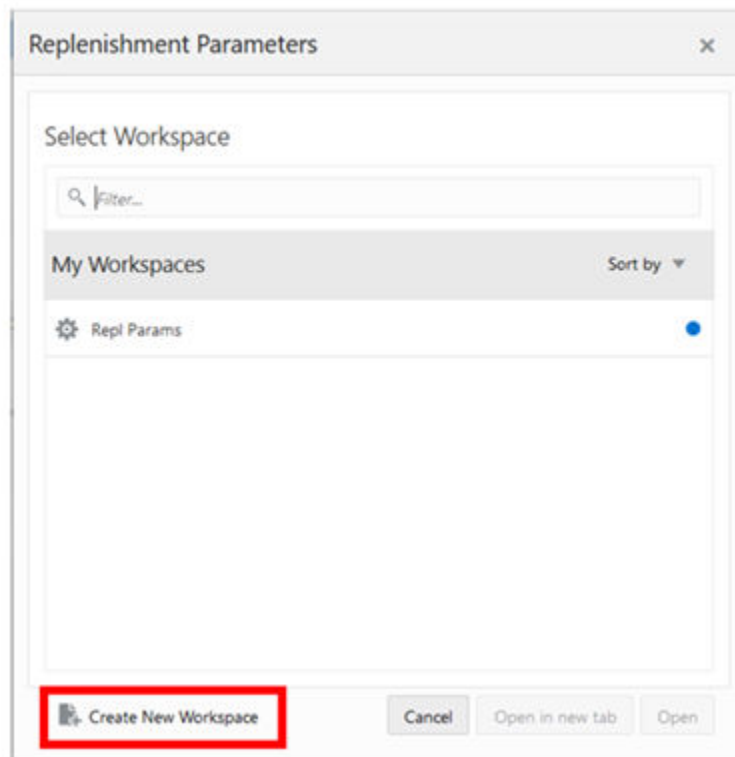 Replenishment Parameters
Select Workspace
Filter...
My Workspaces Sort by
Repl Params
Create New Workspace Cancel Open in new tab Open